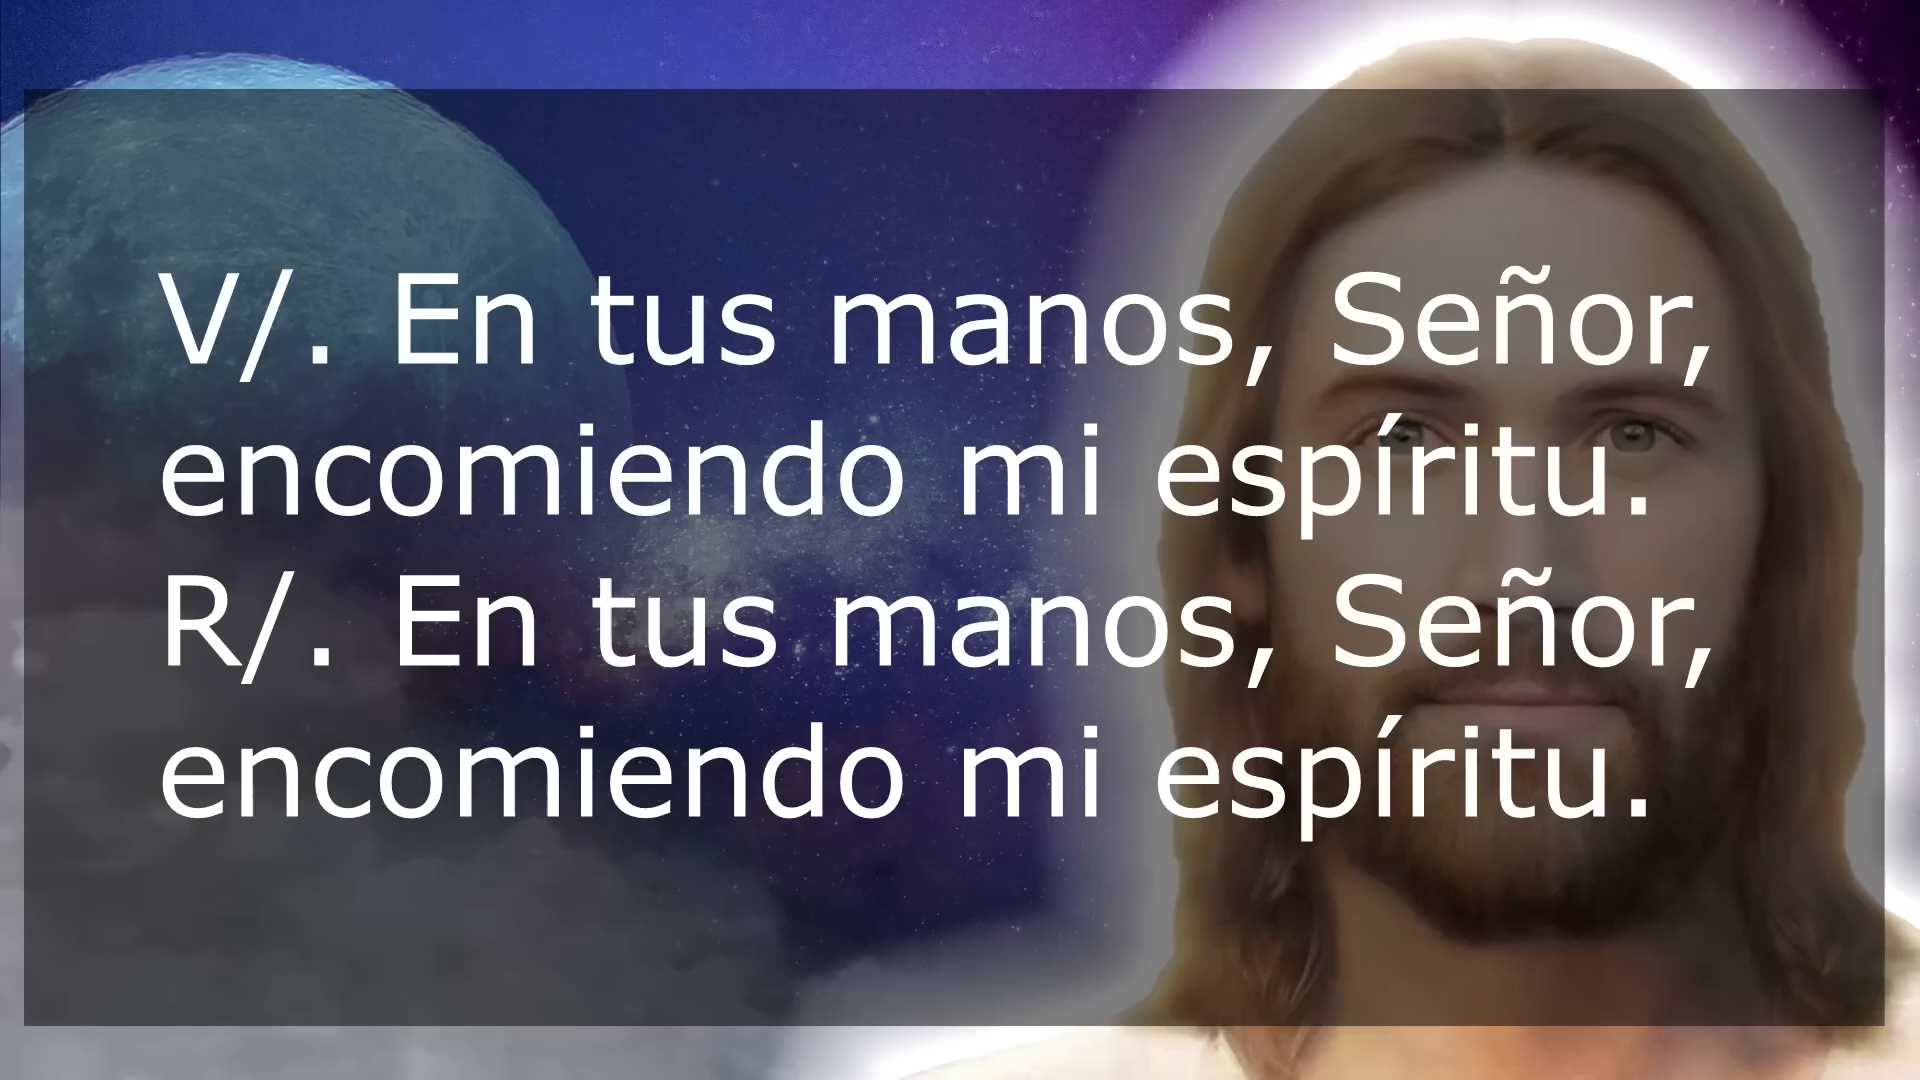 V/. En tus manos, Señor,
encomiendo mi espíritu.
R/. En tus manos, Señor,
encomiendo mi espíritu.